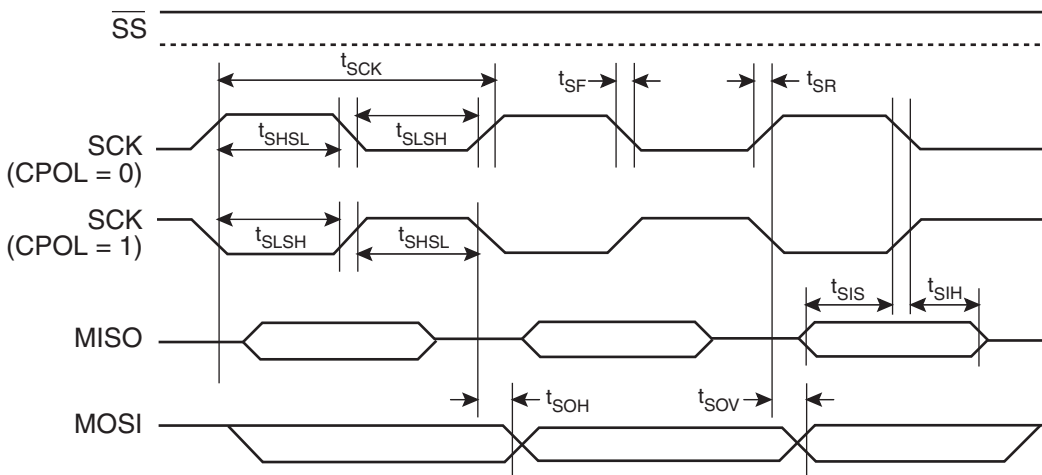 SS
tSCK
tSF
tSR
SCK
(CPOL = 0)
tSHSL
tSLSH
SCK
(CPOL = 1)
tSLSH
tSHSL
tSIS
tSIH
MISO
tSOH
tSOV
MOSI